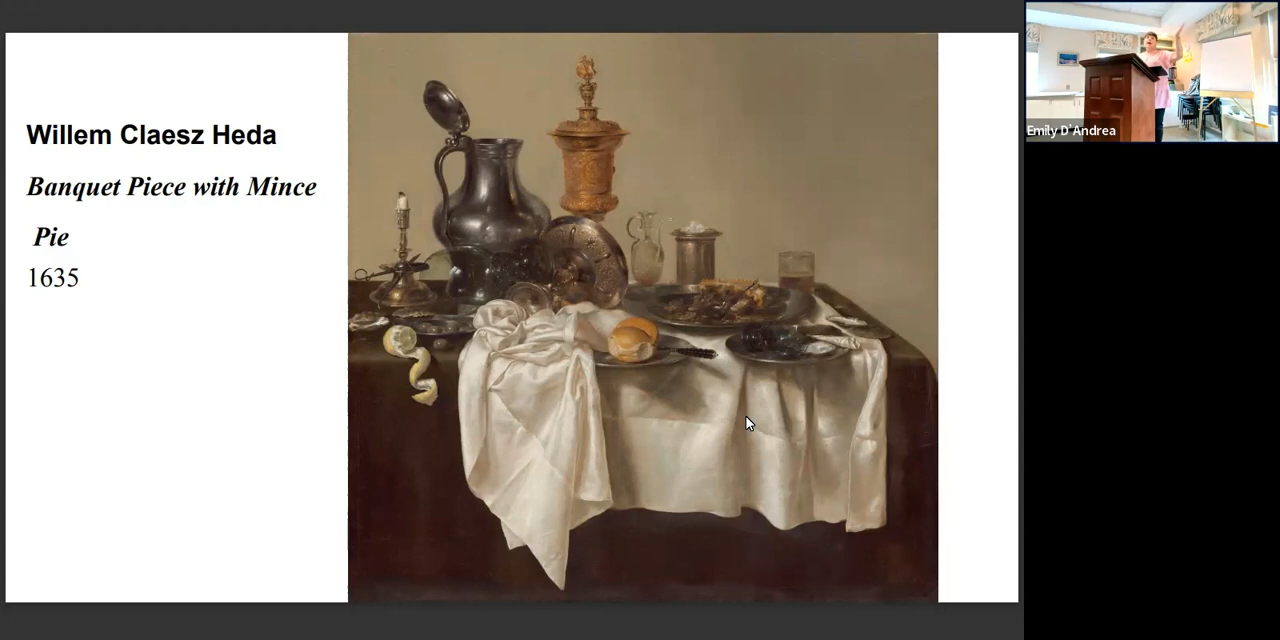 Willem Claesz Heda
Banquet Piece with Mince
Pie
1635
Emily D'Andrea